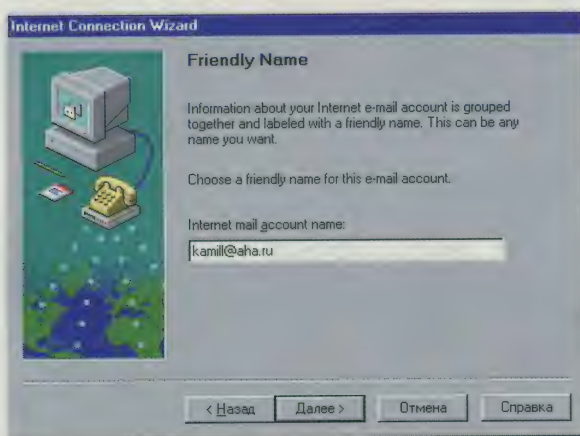 Internet Connection Wizard
Friendly Name
Information about your Internet e-mail account is grouped
together and labeled with a friendly name. This can be any
name you want.
Choose a friendly name for this e-mail account.
Internet mail account name:
kamill@aha.ru
< Назад
Далее >
Отмена
Справка